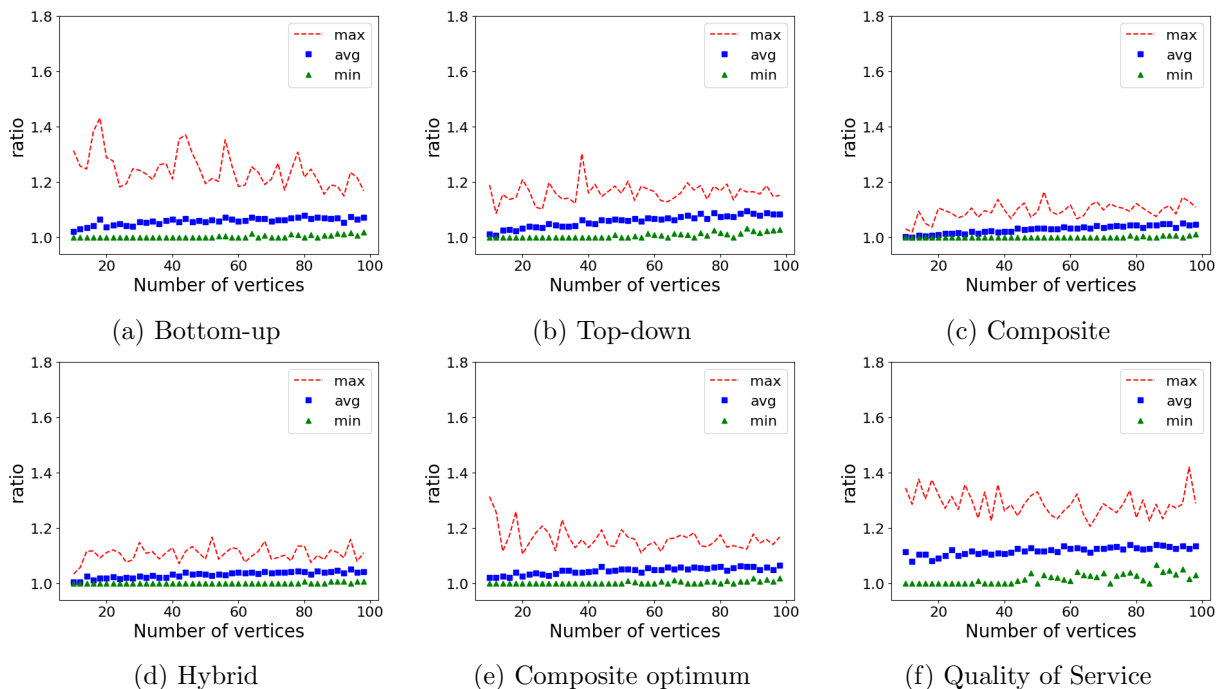 1.8
1.6
1.4
1.2
1.0
ratio
max
avg
min
20 40 60 80 100
Number of vertices
(a) Bottom-up
1.8
1.6
1.4
1.2
1.0
ratio
max
avg
min
20 40 60 80 100
Number of vertices
(b) Top-down
1.8
1.6
1.4
1.2
1.0
ratio
max
avg
min
20 40 60 80 100
Number of vertices
(c) Composite
1.8
1.6
1.4
1.2
1.0
ratio
max
avg
min
20 40 60 80 100
Number of vertices
(d) Hybrid
1.8
1.6
1.4
1.2
1.0
ratio
max
avg
min
20 40 60 80 100
Number of vertices
(e) Composite optimum
1.8
1.6
1.4
1.2
1.0
ratio
max
avg
min
20 40 60 80 100
Number of vertices
(f) Quality of Service